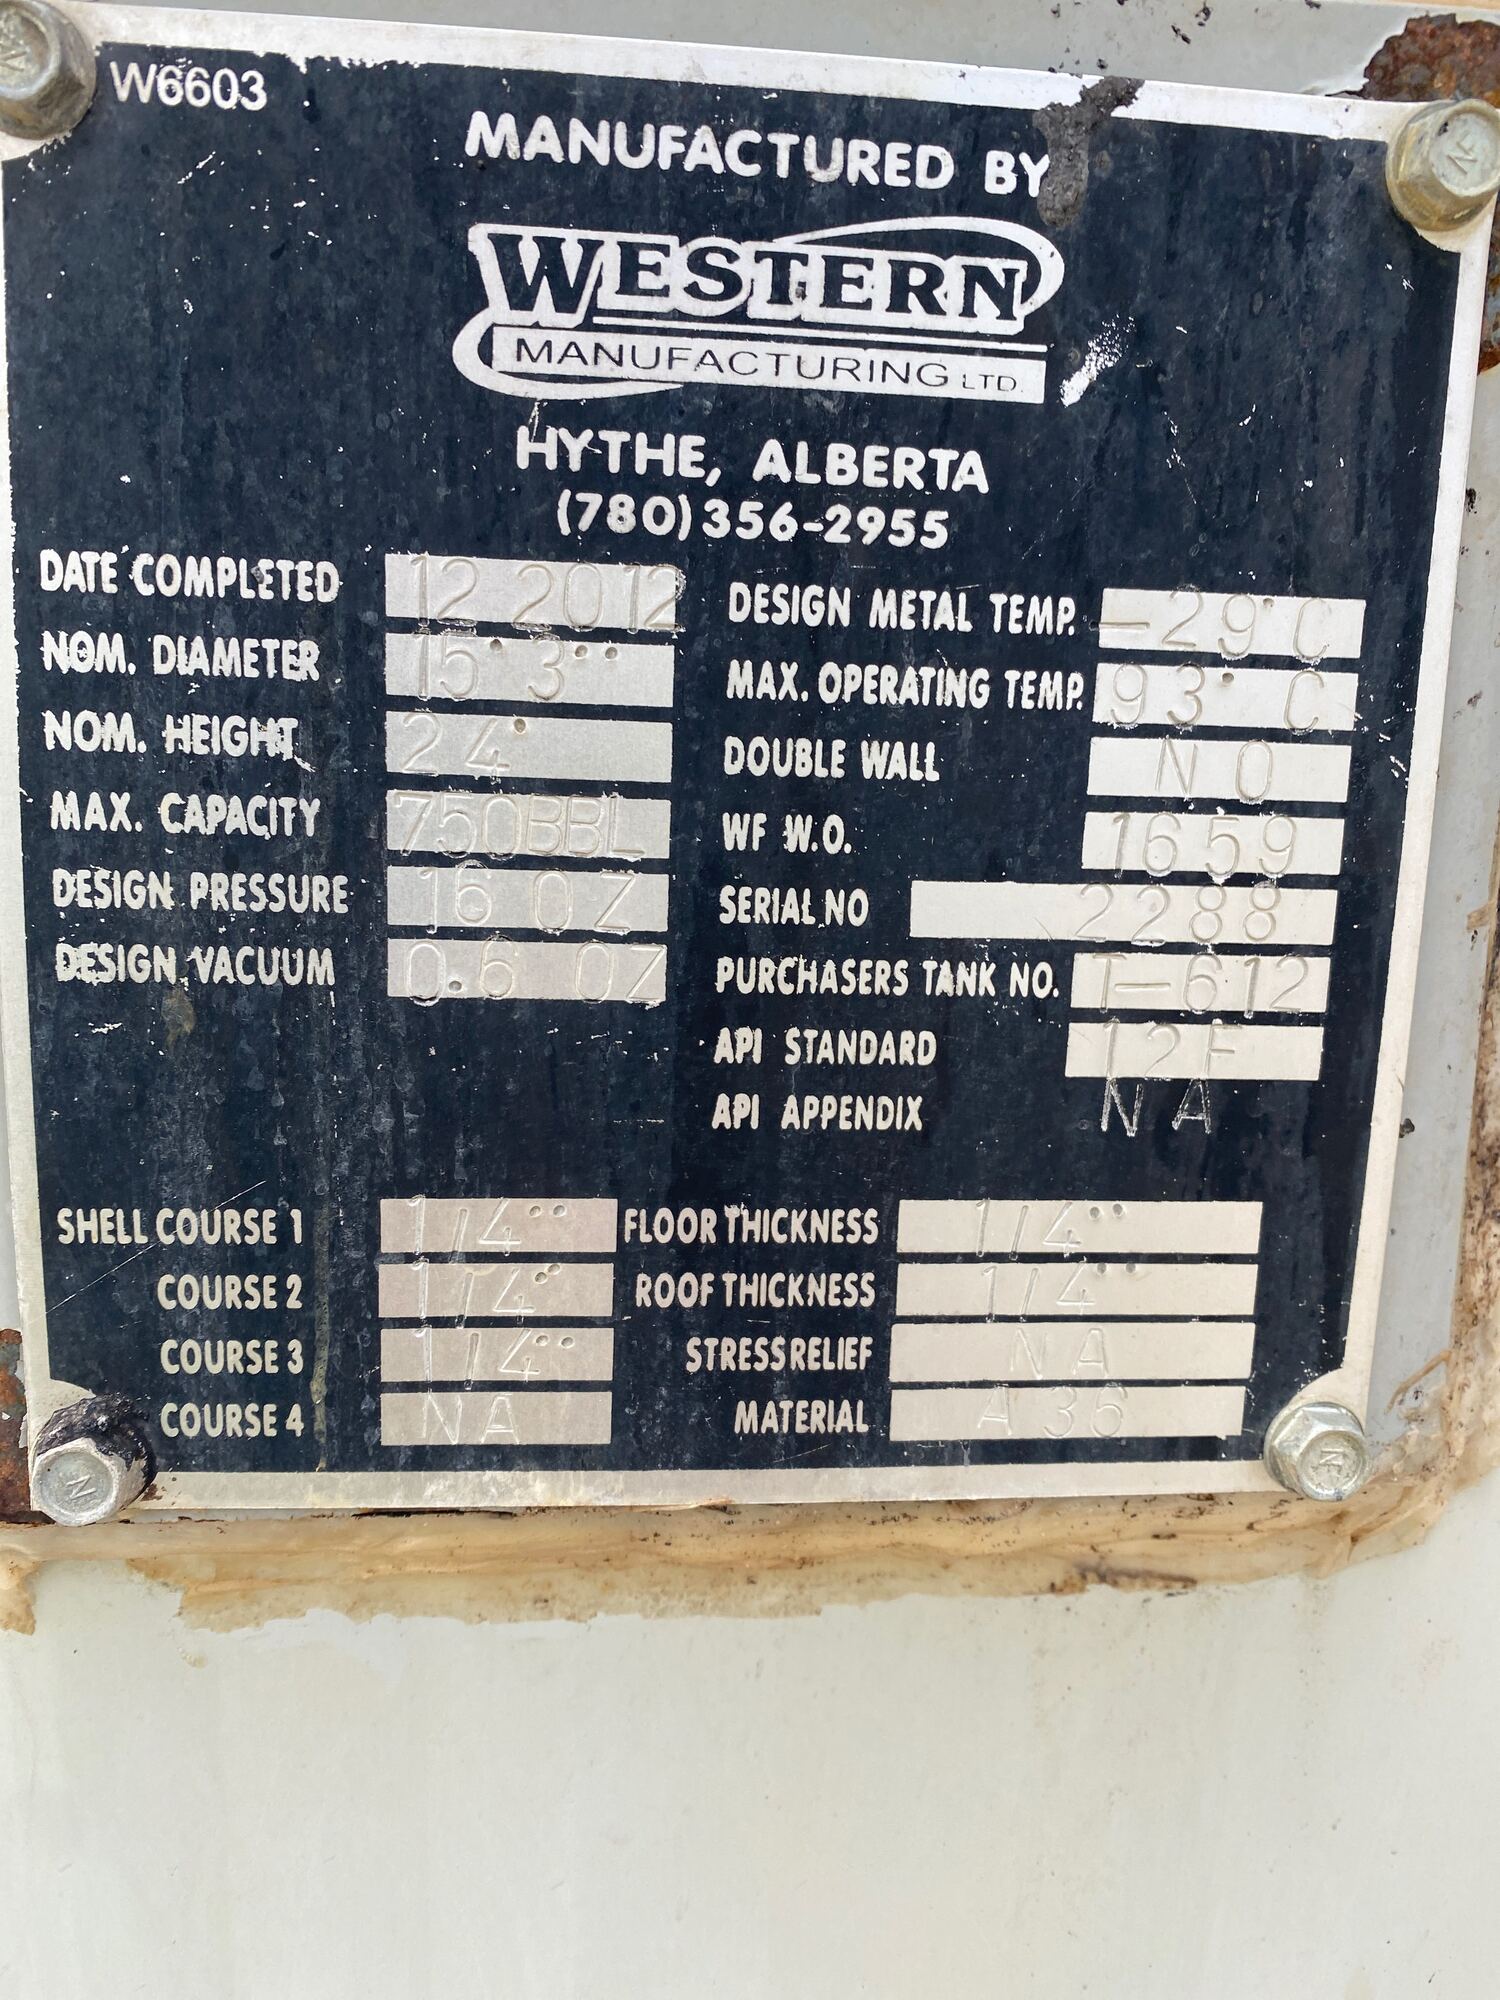 W6603
MANUFACTURED BY
WESTERN
MANUFACTURING LTD.
HYTHE, ALBERTA
(780) 356-2955
DATE COMPLETED 12 2012
NOM. DIAMETER 15' 3''
NOM. HEIGHT 24'
MAX. CAPACITY 750BBL
DESIGN PRESSURE 16 OZ
DESIGN VACUUM 0.6 OZ
DESIGN METAL TEMP. -29°C
MAX. OPERATING TEMP. 93°C
DOUBLE WALL NO
WF W.O. 1659
SERIAL NO 2288
PURCHASERS TANK NO. T-612
API STANDARD 12F
API APPENDIX NA
SHELL COURSE 1 1/4''
COURSE 2 1/4''
COURSE 3 1/4''
COURSE 4 NA
FLOOR THICKNESS 1/4''
ROOF THICKNESS 1/4''
STRESS RELIEF NA
MATERIAL A36